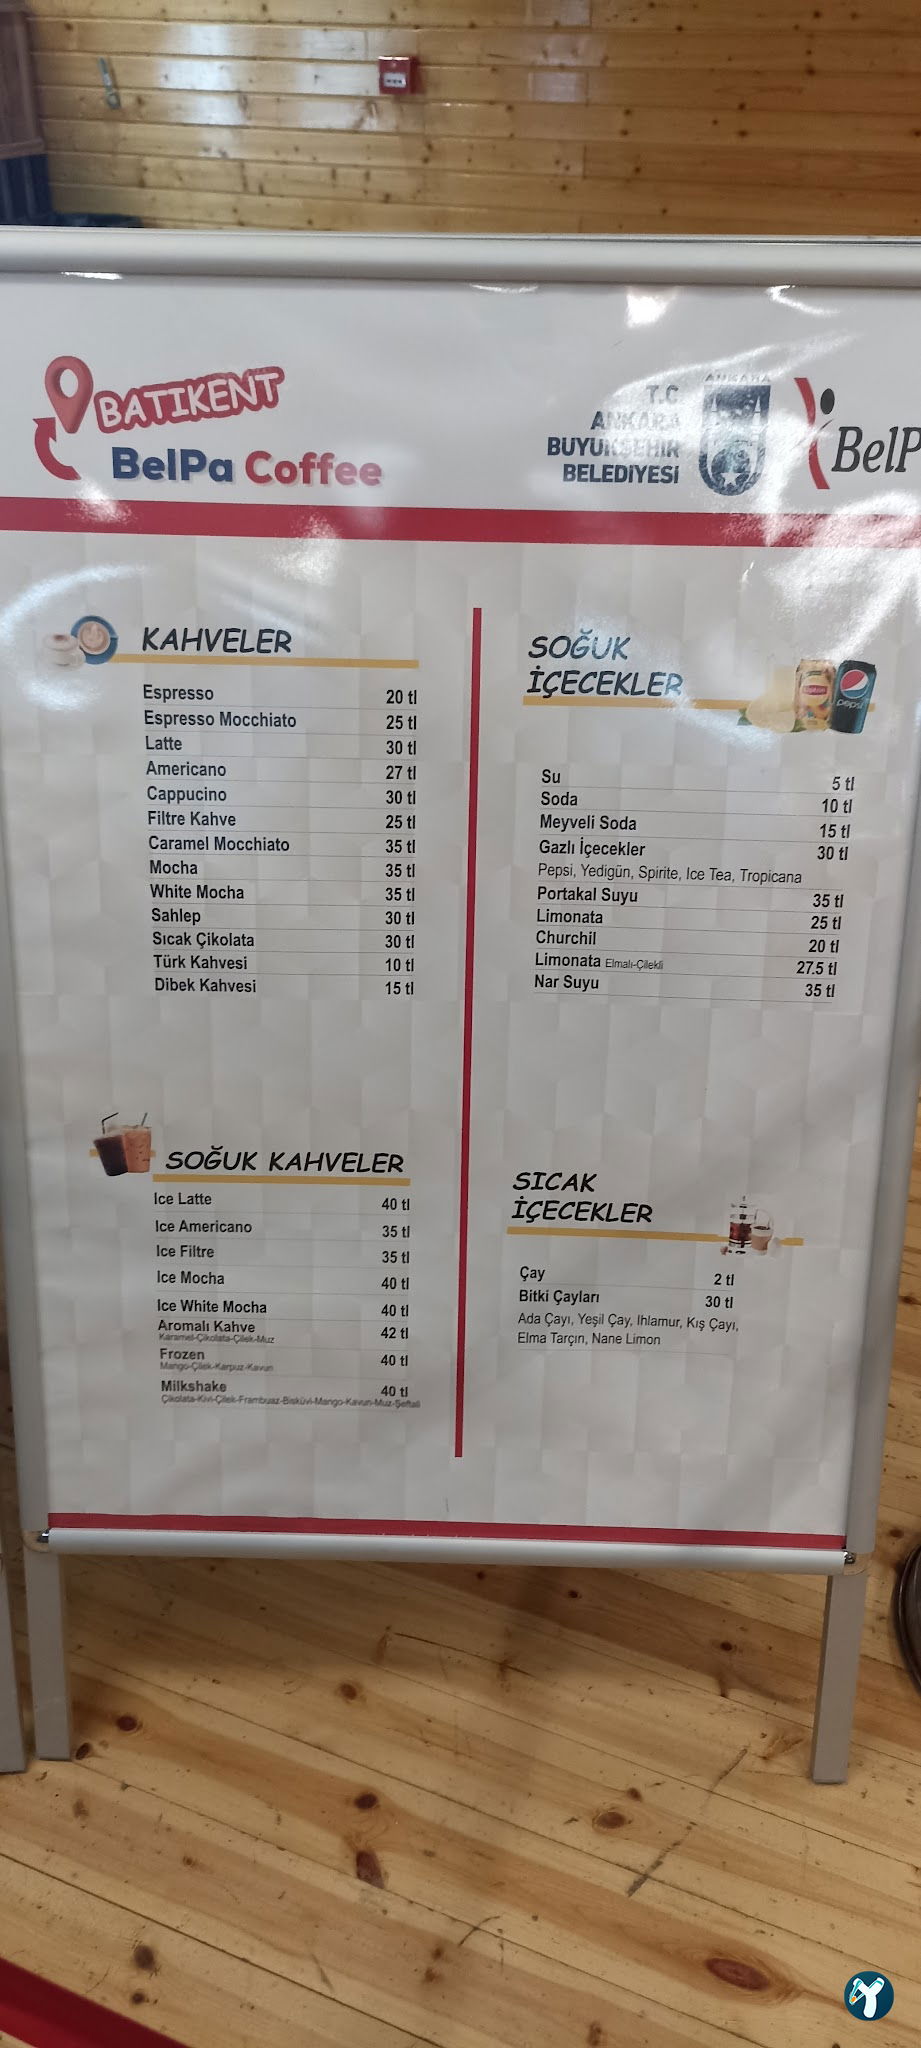 BATIKENT
BelPa Coffee
T.C
ANKARA
BÜYÜKŞEHİR
BELEDİYESİ
ANKARA
BelP
KAHVELER
Espresso 20 tl
Espresso Mocchiato 25 tl
Latte 30 tl
Americano 27 tl
Cappucino 30 tl
Filtre Kahve 25 tl
Caramel Mocchiato 35 tl
Mocha 35 tl
White Mocha 35 tl
Sahlep 30 tl
Sıcak Çikolata 30 tl
Türk Kahvesi 10 tl
Dibek Kahvesi 15 tl
SOĞUK KAHVELER
Ice Latte 40 tl
Ice Americano 35 tl
Ice Filtre 35 tl
Ice Mocha 40 tl
Ice White Mocha 40 tl
Aromalı Kahve 42 tl
Karamel-Çikolata-Çilek-Muz
Frozen 40 tl
Mango-Çilek-Karpuz-Kavun
Milkshake 40 tl
Çikolata-Kivi-Çilek-Frambuaz-Bisküvi-Mango-Kavun-Muz-Şeftali
SOĞUK
İÇECEKLER
Lipton
pepsi
Su 5 tl
Soda 10 tl
Meyveli Soda 15 tl
Gazlı İçecekler 30 tl
Pepsi, Yedigün, Spirite, Ice Tea, Tropicana
Portakal Suyu 35 tl
Limonata 25 tl
Churchil 20 tl
Limonata Elmalı-Çilekli 27.5 tl
Nar Suyu 35 tl
SICAK
İÇECEKLER
Çay 2 tl
Bitki Çayları 30 tl
Ada Çayı, Yeşil Çay, Ihlamur, Kış Çayı,
Elma Tarçın, Nane Limon